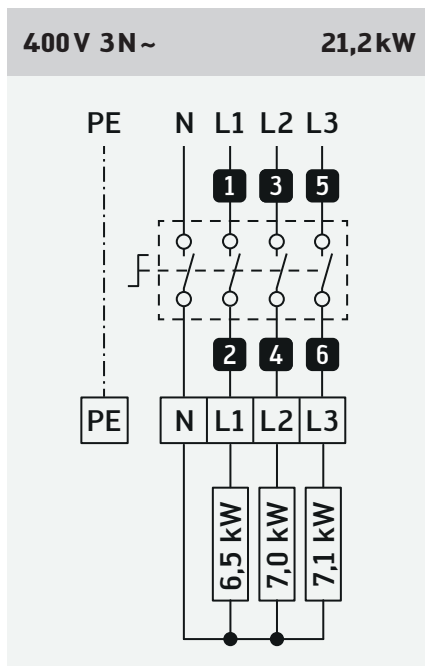 400V 3N~ 21,2kW
PE N L1 L2 L3
1 3 5
2 4 6
PE N L1 L2 L3
6,5 kW 7,0 kW 7,1 kW